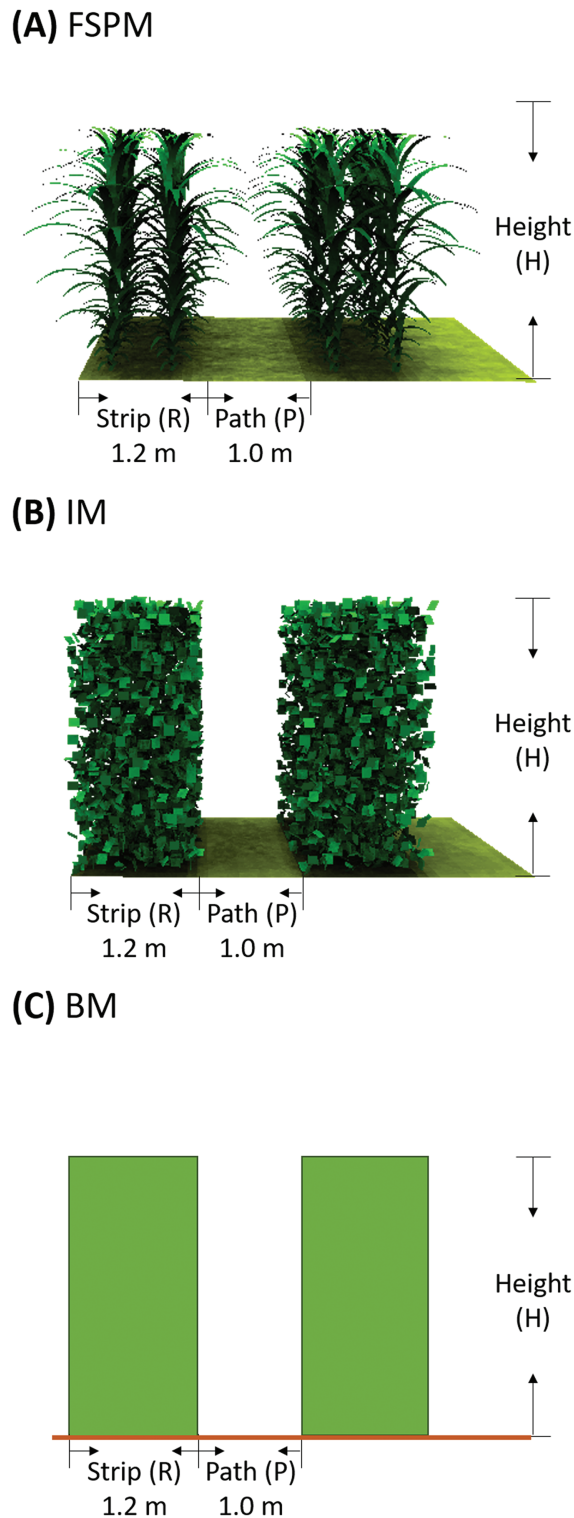 (A) FSPM
Height
(H)
Strip (R) Path (P)
1.2 m 1.0 m
(B) IM
Height
(H)
Strip (R) Path (P)
1.2 m 1.0 m
(C) BM
Height
(H)
Strip (R) Path (P)
1.2 m 1.0 m